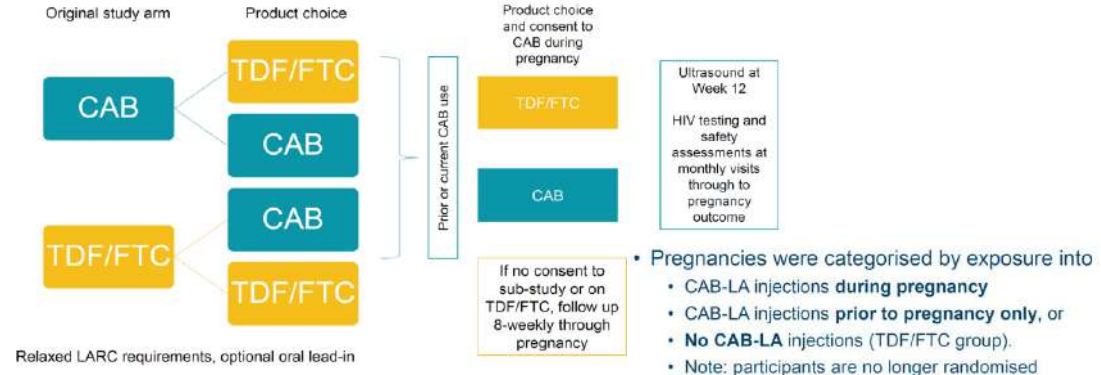 Original study arm
Product choice
Product choice
and consent to
CAB during
pregnancy
CAB
TDF/FTC
TDF/FTC
CAB
CAB
TDF/FTC
Prior or current CAB use
TDF/FTC
CAB
Ultrasound at
Week 12
HIV testing and
safety
assessments at
monthly visits
through to
pregnancy
outcome
If no consent to
sub-study or on
TDF/FTC, follow up
8-weekly through
pregnancy
Relaxed LARC requirements, optional oral lead-in
• Pregnancies were categorised by exposure into
• CAB-LA injections during pregnancy
• CAB-LA injections prior to pregnancy only, or
• No CAB-LA injections (TDF/FTC group).
• Note: participants are no longer randomised